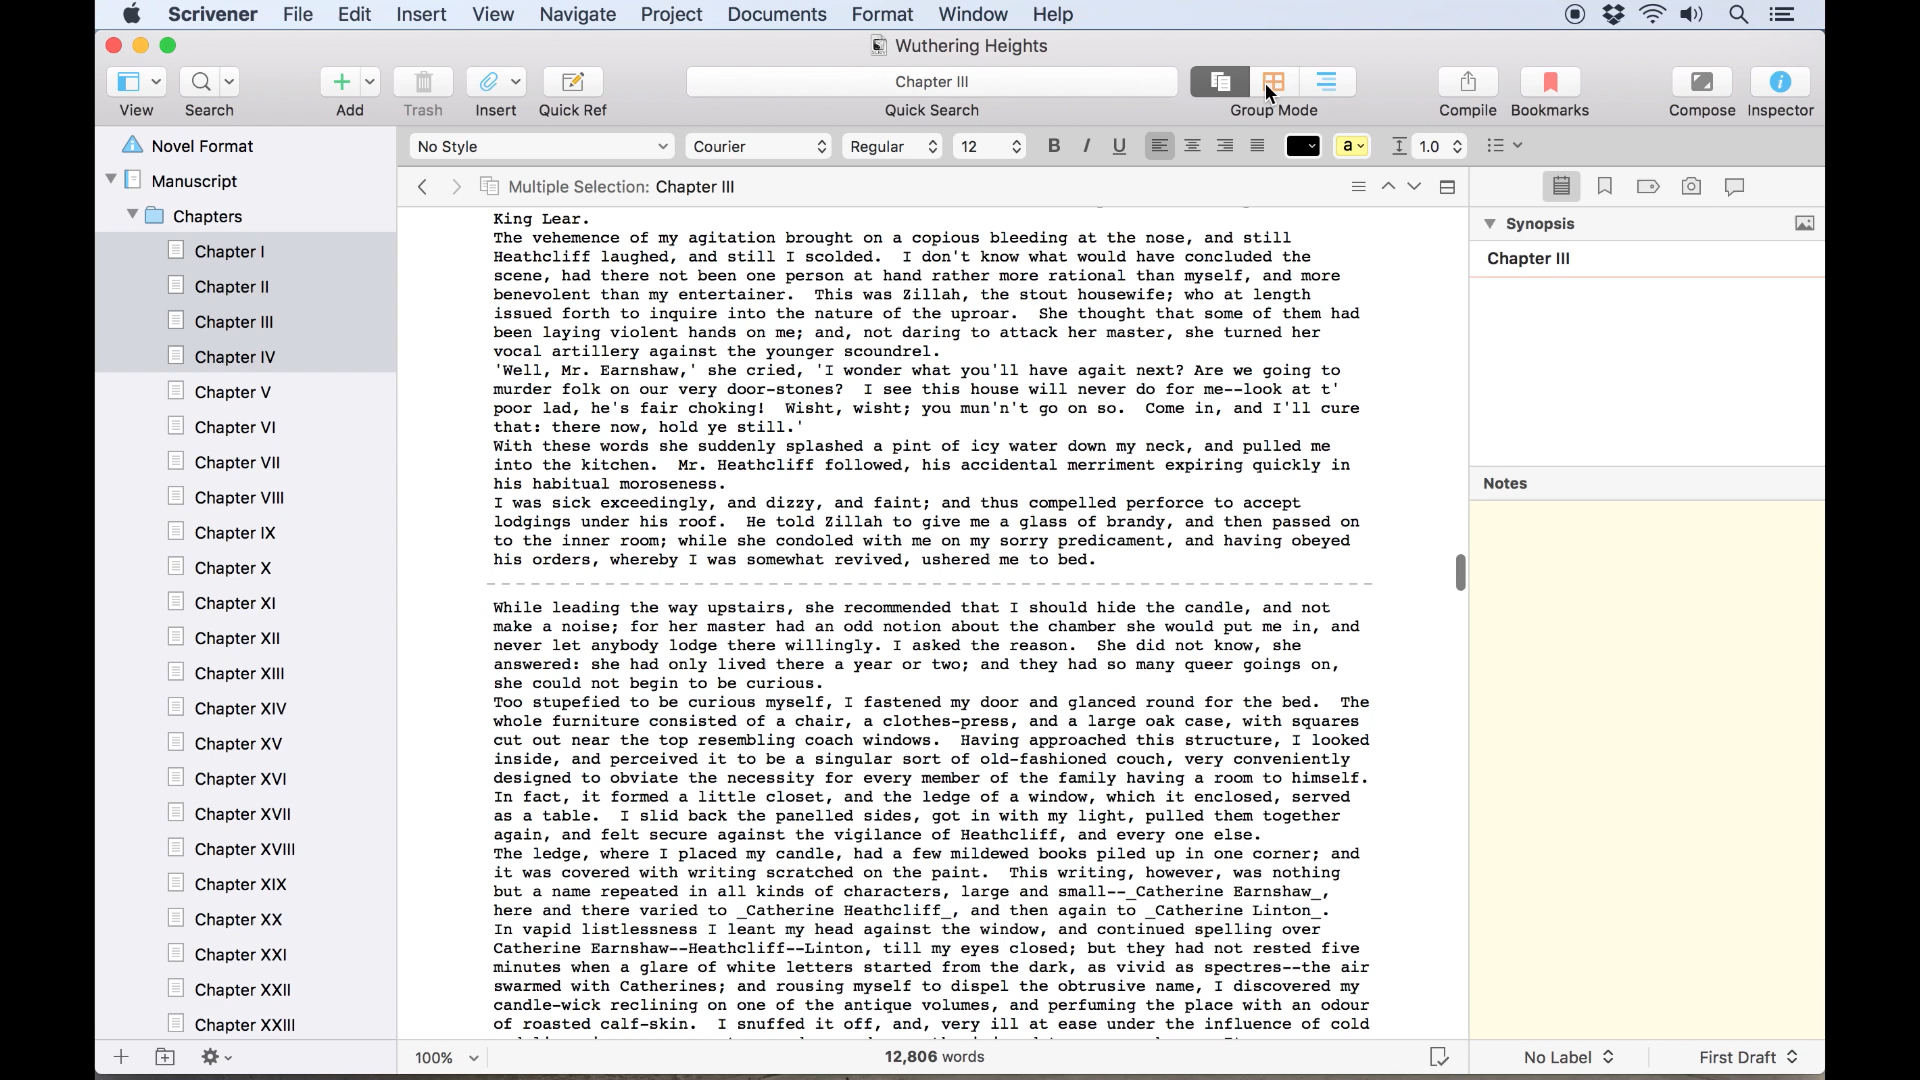 Scrivener File Edit Insert View Navigate Project Documents Format Window Help
Wuthering Heights
Chapter III
View Search Add Trash Insert Quick Ref Quick Search Group Mode Compile Bookmarks Compose Inspector
No Style Courier Regular 12 B I U a 1.0
Multiple Selection: Chapter III
Novel Format
Manuscript
Chapters
Chapter I
Chapter II
Chapter III
Chapter IV
Chapter V
Chapter VI
Chapter VII
Chapter VIII
Chapter IX
Chapter X
Chapter XI
Chapter XII
Chapter XIII
Chapter XIV
Chapter XV
Chapter XVI
Chapter XVII
Chapter XVIII
Chapter XIX
Chapter XX
Chapter XXI
Chapter XXII
Chapter XXIII
King Lear.
The vehemence of my agitation brought on a copious bleeding at the nose, and still
Heathcliff laughed, and still I scolded.  I don't know what would have concluded the
scene, had there not been one person at hand rather more rational than myself, and more
benevolent than my entertainer.  This was Zillah, the stout housewife; who at length
issued forth to inquire into the nature of the uproar.  She thought that some of them had
been laying violent hands on me; and, not daring to attack her master, she turned her
vocal artillery against the younger scoundrel.
'Well, Mr. Earnshaw,' she cried, 'I wonder what you'll have agait next? Are we going to
murder folk on our very door-stones?  I see this house will never do for me--look at t'
poor lad, he's fair choking!  Wisht, wisht; you mun'n't go on so.  Come in, and I'll cure
that: there now, hold ye still.'
With these words she suddenly splashed a pint of icy water down my neck, and pulled me
into the kitchen.  Mr. Heathcliff followed, his accidental merriment expiring quickly in
his habitual moroseness.
I was sick exceedingly, and dizzy, and faint; and thus compelled perforce to accept
lodgings under his roof.  He told Zillah to give me a glass of brandy, and then passed on
to the inner room; while she condoled with me on my sorry predicament, and having obeyed
his orders, whereby I was somewhat revived, ushered me to bed.
While leading the way upstairs, she recommended that I should hide the candle, and not
make a noise; for her master had an odd notion about the chamber she would put me in, and
never let anybody lodge there willingly. I asked the reason.  She did not know, she
answered: she had only lived there a year or two; and they had so many queer goings on,
she could not begin to be curious.
Too stupefied to be curious myself, I fastened my door and glanced round for the bed.  The
whole furniture consisted of a chair, a clothes-press, and a large oak case, with squares
cut out near the top resembling coach windows.  Having approached this structure, I looked
inside, and perceived it to be a singular sort of old-fashioned couch, very conveniently
designed to obviate the necessity for every member of the family having a room to himself.
In fact, it formed a little closet, and the ledge of a window, which it enclosed, served
as a table.  I slid back the panelled sides, got in with my light, pulled them together
again, and felt secure against the vigilance of Heathcliff, and every one else.
The ledge, where I placed my candle, had a few mildewed books piled up in one corner; and
it was covered with writing scratched on the paint.  This writing, however, was nothing
but a name repeated in all kinds of characters, large and small--_Catherine Earnshaw_,
here and there varied to _Catherine Heathcliff_, and then again to _Catherine Linton_.
In vapid listlessness I leant my head against the window, and continued spelling over
Catherine Earnshaw--Heathcliff--Linton, till my eyes closed; but they had not rested five
minutes when a glare of white letters started from the dark, as vivid as spectres--the air
swarmed with Catherines; and rousing myself to dispel the obtrusive name, I discovered my
candle-wick reclining on one of the antique volumes, and perfuming the place with an odour
of roasted calf-skin.  I snuffed it off, and, very ill at ease under the influence of cold
Synopsis
Chapter III
Notes
100% 12,806 words
No Label First Draft